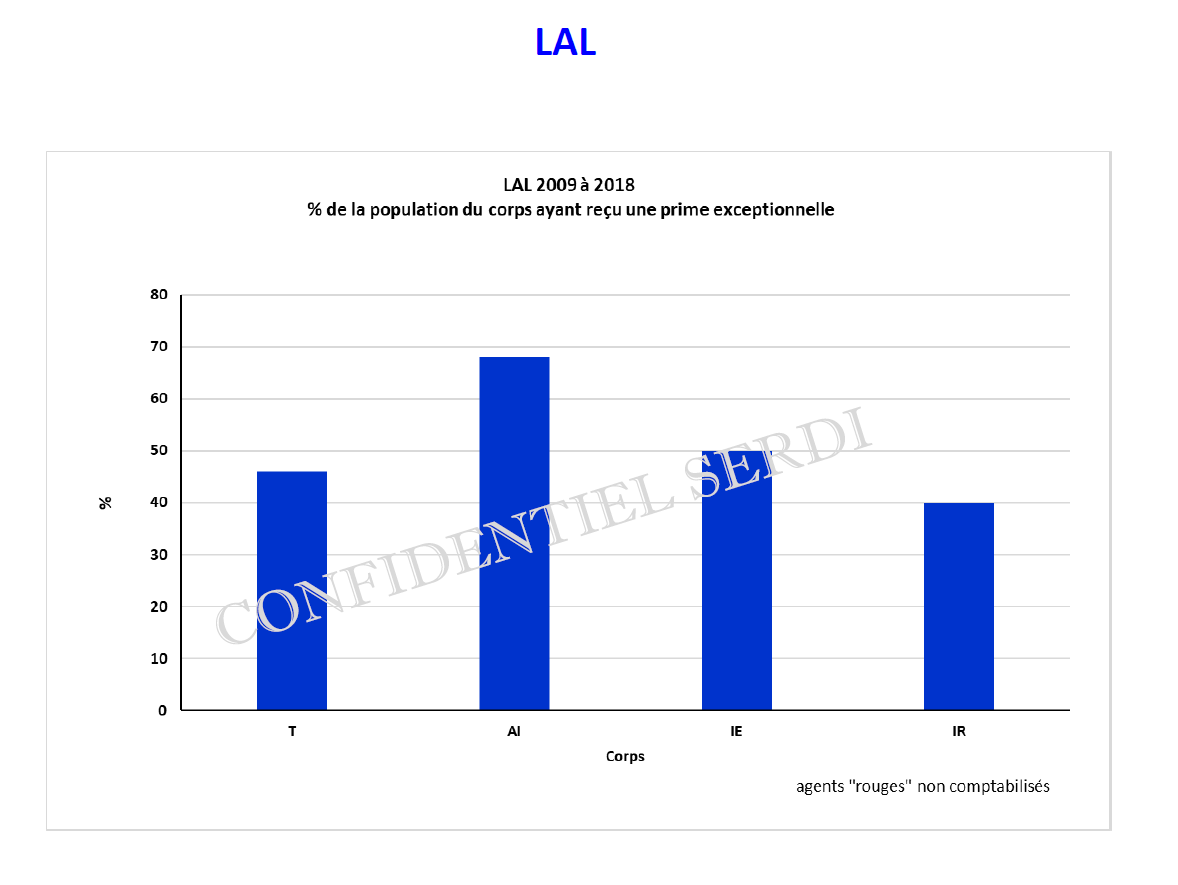 LAL
LAL 2009 à 2018
% de la population du corps ayant reçu une prime exceptionnelle
80
70
60
50
40
30
20
10
0
%
T AI IE IR
Corps
agents "rouges" non comptabilisés
CONFIDENTIEL SERDI